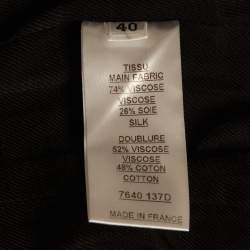 40
TISSU
MAIN FABRIC
74% VISCOSE
VISCOSE
26% SOIE
SILK
DOUBLURE
52% VISCOSE
VISCOSE
48% COTON
COTTON
7640 137D
MADE IN FRANCE